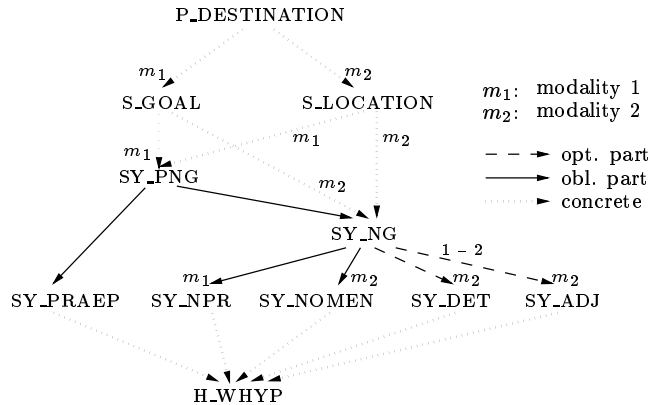 P_DESTINATION
m1 m2
S_GOAL S_LOCATION
m1: modality 1
m2: modality 2
m1 m1 m2
opt. part
SY_PNG
m2
obl. part
concrete
SY_NG
1 – 2
m1 m2 m2 m2
SY_PRAEP SY_NPR SY_NOMEN SY_DET SY_ADJ
H_WHYP